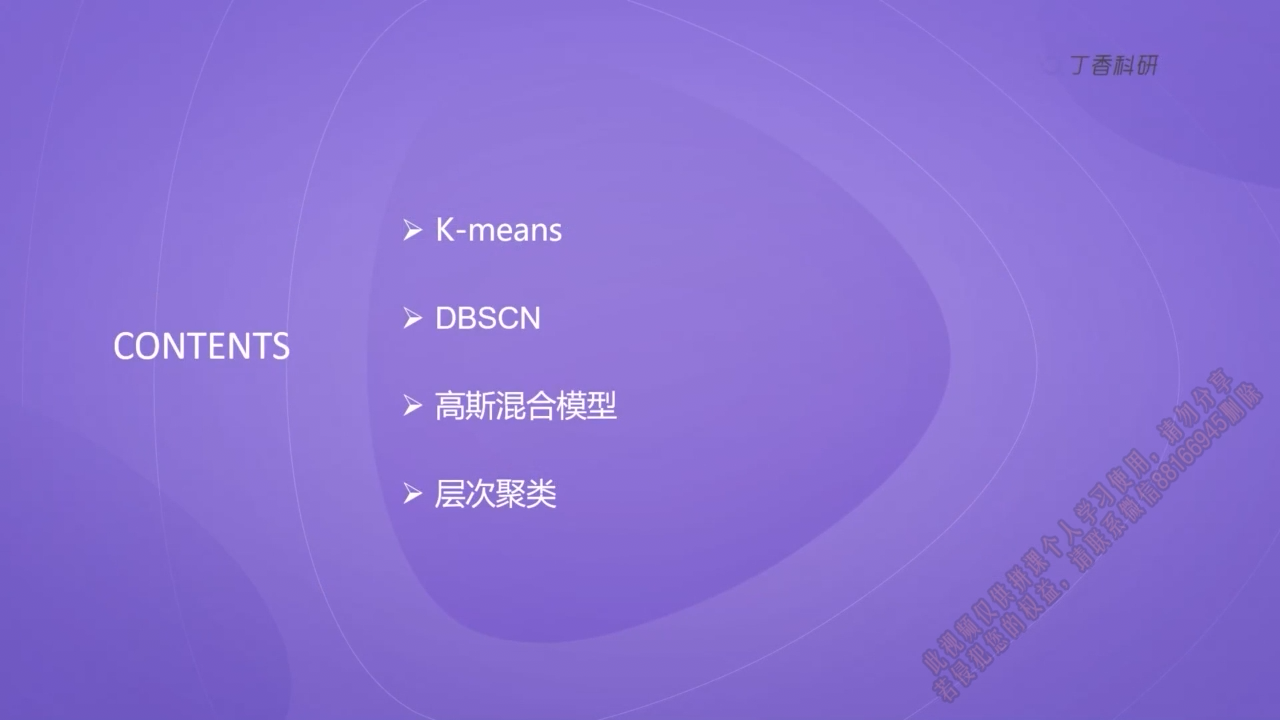 丁香科研
CONTENTS
K-means
DBSCN
高斯混合模型
层次聚类
此视频仅供拼课个人学习使用，请勿分享
若侵犯您的权益，请联系微信88166945删除